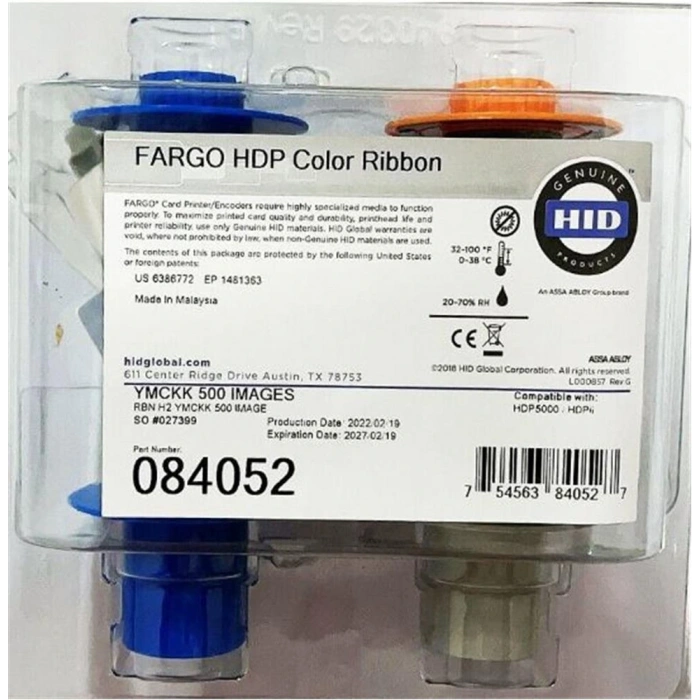 FARGO HDP Color Ribbon
FARGO® Card Printer/Encoders require highly specialized media to function
properly. To maximize printed card quality and durability, printhead life and
printer reliability, use only Genuine HID materials. HID Global warranties are
void, where not prohibited by law, when non-Genuine HID materials are used.
The contents of this package are protected by the following United States
or foreign patents:
US 6386772 EP 1481363
Made in Malaysia
GENUINE
HID
PRODUCTS
™
An ASSA ABLOY Group brand
32-100 °F
0-38 °C
20-70% RH
CE
ASSA ABLOY
hidglobal.com
611 Center Ridge Drive Austin, TX 78753
©2018 HID Global Corporation. All rights reserved.
L000857 Rev G
YMCKK 500 IMAGES
RBN H2 YMCKK 500 IMAGE
SO #027399
Production Date: 2022/02/19
Expiration Date: 2027/02/19
Compatible with:
HDP5000 / HDPii
Part Number:
084052
7 54563 84052 7